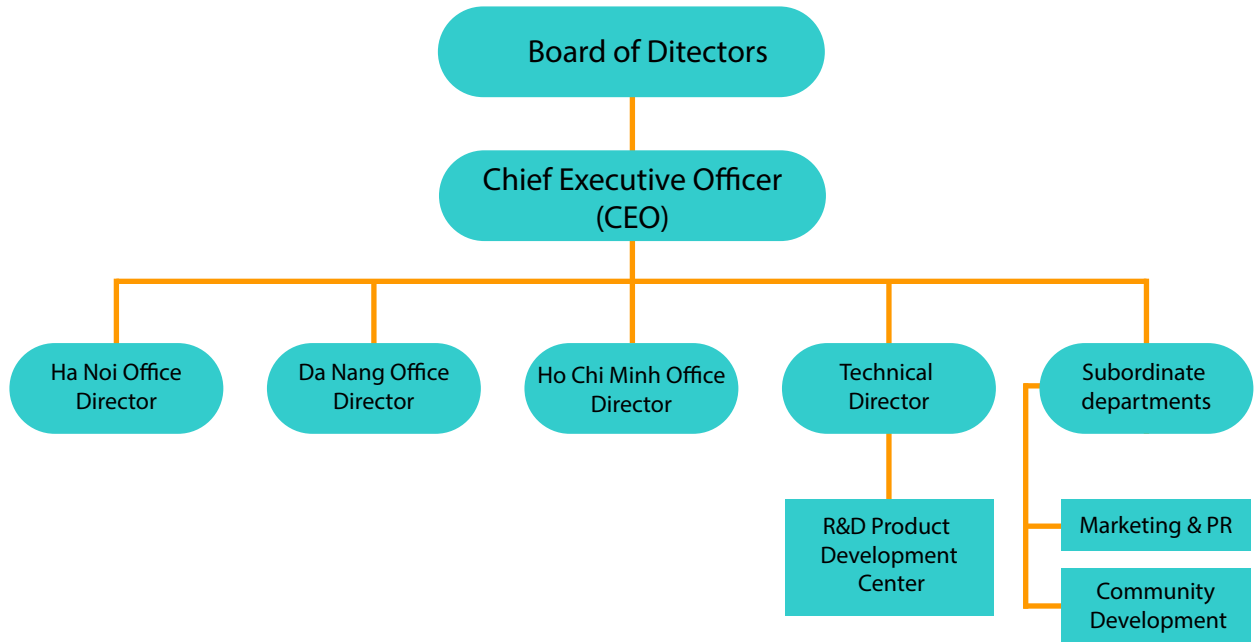 Board of Ditectors
Chief Executive Officer
(CEO)
Ha Noi Office
Director
Da Nang Office
Director
Ho Chi Minh Office
Director
Technical
Director
Subordinate
departments
R&D Product
Development
Center
Marketing & PR
Community
Development